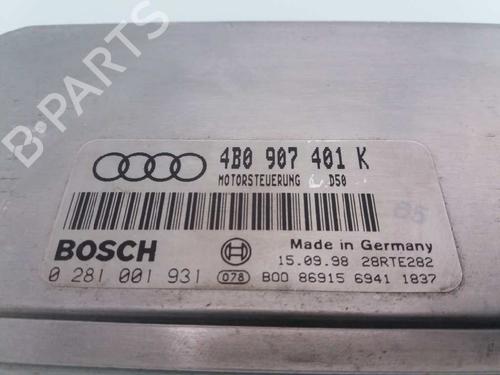 B-PARTS
4B0 907 401 K
MOTORSTEUERUNG D50
85
BOSCH
Made in Germany
15.09.98 28RTE282
0 281 001 931 078 B00 86915 6941 1837